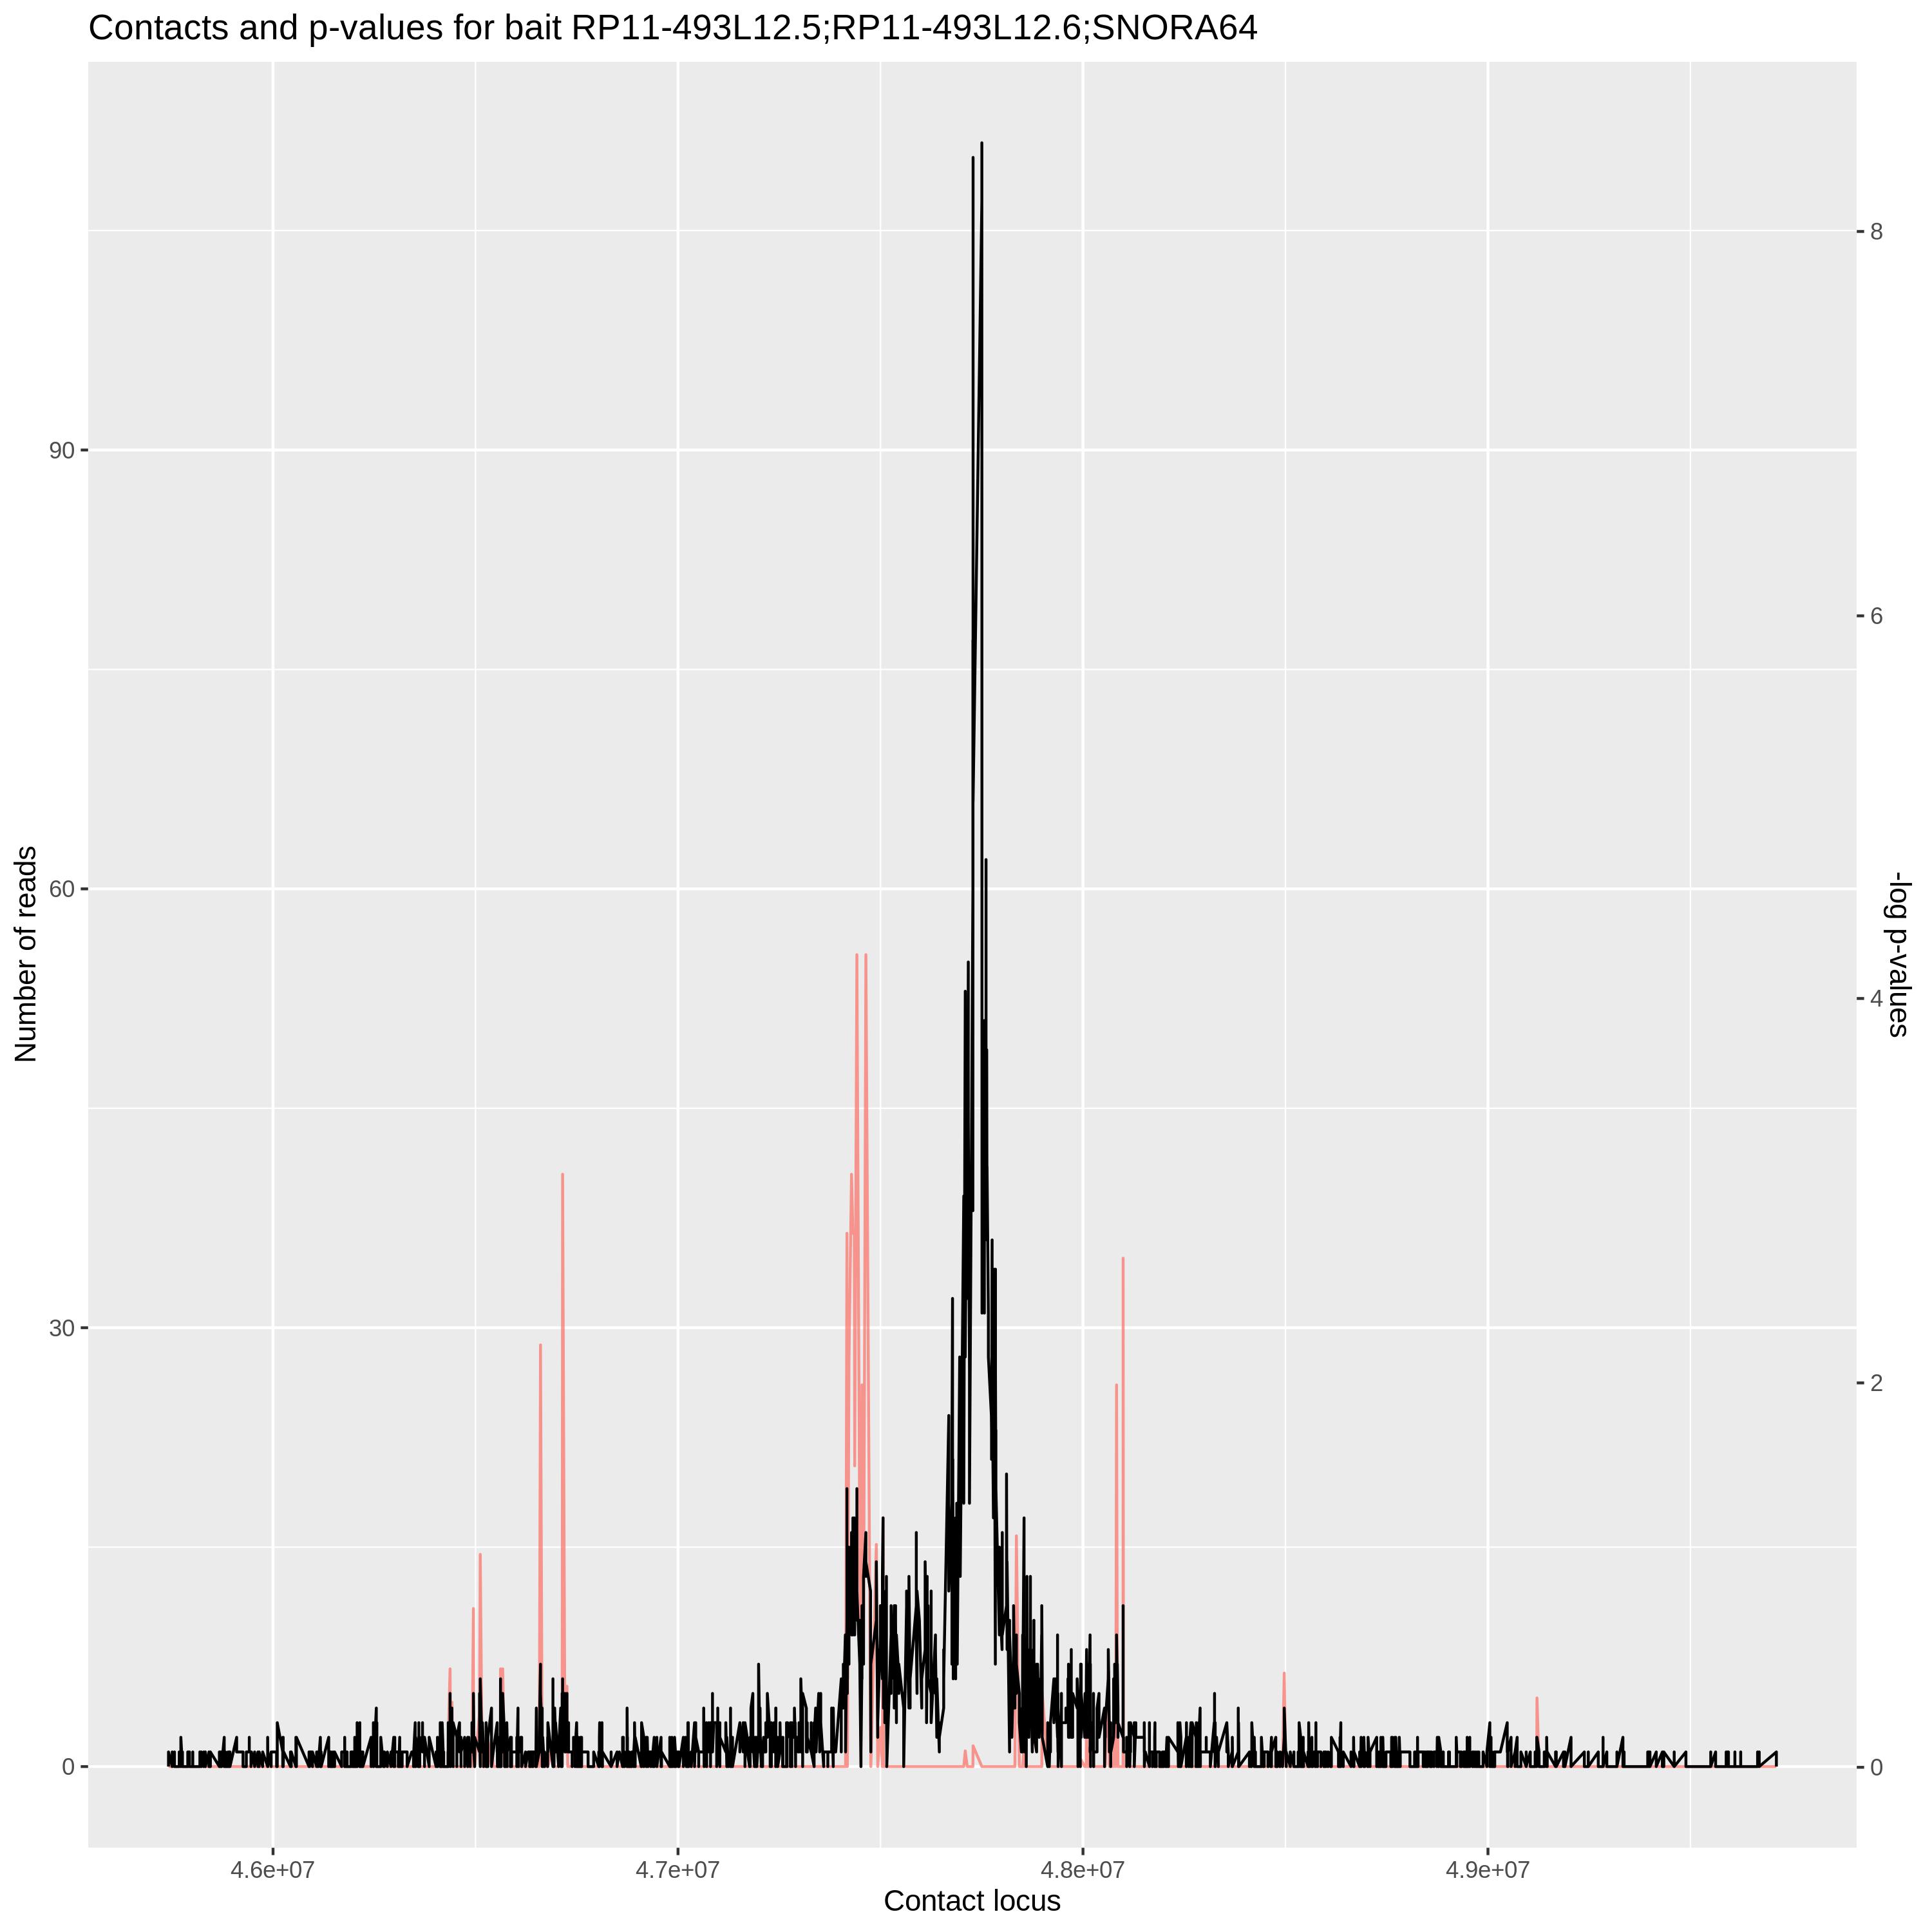 Contacts and p-values for bait RP11-493L12.5;RP11-493L12.6;SNORA64
90
60
30
0
Number of reads
8
6
4
2
0
-log p-values
4.6e+07
4.7e+07
4.8e+07
4.9e+07
Contact locus